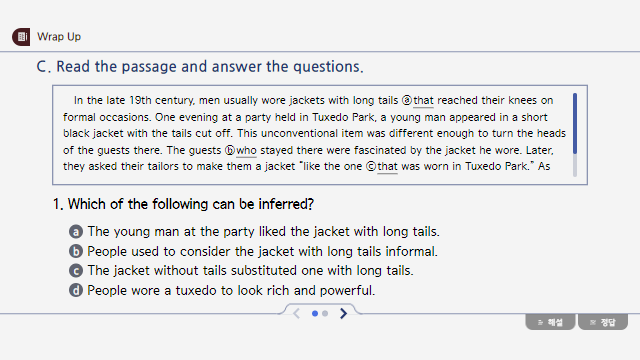 Wrap Up
C. Read the passage and answer the questions.
In the late 19th century, men usually wore jackets with long tails ⓐthat reached their knees on
formal occasions. One evening at a party held in Tuxedo Park, a young man appeared in a short
black jacket with the tails cut off. This unconventional item was different enough to turn the heads
of the guests there. The guests ⓑwho stayed there were fascinated by the jacket he wore. Later,
they asked their tailors to make them a jacket “like the one ⓒthat was worn in Tuxedo Park.” As
1. Which of the following can be inferred?
ⓐ The young man at the party liked the jacket with long tails.
ⓑ People used to consider the jacket with long tails informal.
ⓒ The jacket without tails substituted one with long tails.
ⓓ People wore a tuxedo to look rich and powerful.
해설 정답